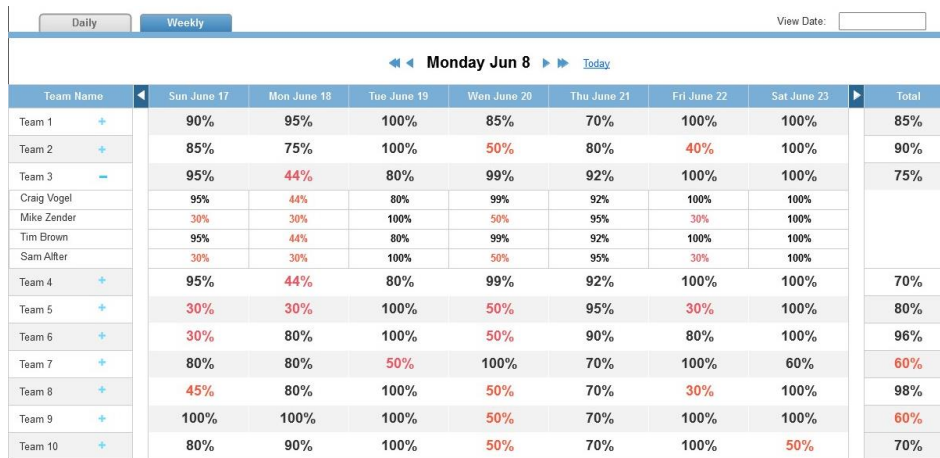 Daily Weekly View Date:
Monday Jun 8 Today
Team Name Sun June 17 Mon June 18 Tue June 19 Wen June 20 Thu June 21 Fri June 22 Sat June 23 Total
Team 1 + 90% 95% 100% 85% 70% 100% 100% 85%
Team 2 + 85% 75% 100% 50% 80% 40% 100% 90%
Team 3 − 95% 44% 80% 99% 92% 100% 100% 75%
Craig Vogel 95% 44% 80% 99% 92% 100% 100%
Mike Zender 30% 30% 100% 50% 95% 30% 100%
Tim Brown 95% 44% 80% 99% 92% 100% 100%
Sam Alfter 30% 30% 100% 50% 95% 30% 100%
Team 4 + 95% 44% 80% 99% 92% 100% 100% 70%
Team 5 + 30% 30% 100% 50% 95% 30% 100% 80%
Team 6 + 30% 80% 100% 50% 90% 80% 100% 96%
Team 7 + 80% 80% 50% 100% 70% 100% 60% 60%
Team 8 + 45% 80% 100% 50% 70% 30% 100% 98%
Team 9 + 100% 100% 100% 50% 70% 100% 100% 60%
Team 10 + 80% 90% 100% 50% 70% 100% 50% 70%